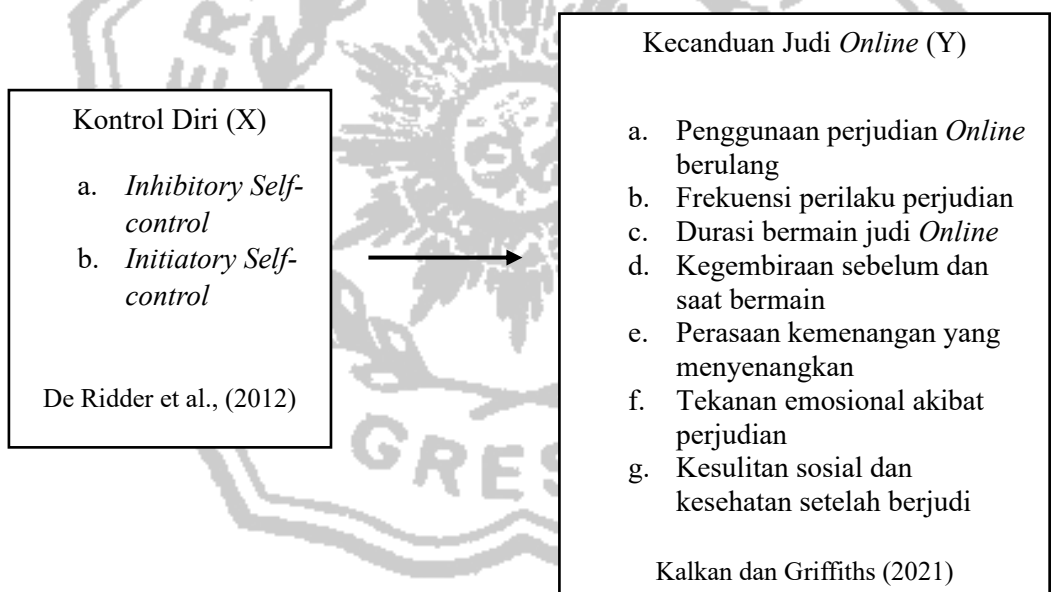 Kontrol Diri (X)
a. Inhibitory Self-
control
b. Initiatory Self-
control
De Ridder et al., (2012)
Kecanduan Judi Online (Y)
a. Penggunaan perjudian Online
berulang
b. Frekuensi perilaku perjudian
c. Durasi bermain judi Online
d. Kegembiraan sebelum dan
saat bermain
e. Perasaan kemenangan yang
menyenangkan
f. Tekanan emosional akibat
perjudian
g. Kesulitan sosial dan
kesehatan setelah berjudi
Kalkan dan Griffiths (2021)